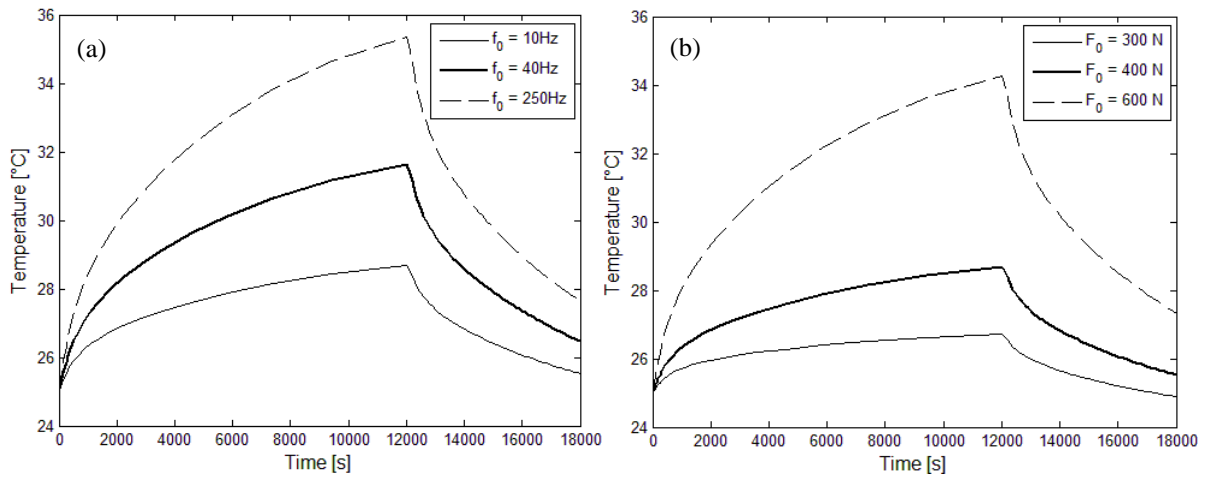 (a)
f₀ = 10Hz
f₀ = 40Hz
f₀ = 250Hz
36
34
32
30
28
26
24
Temperature [°C]
0 2000 4000 6000 8000 10000 12000 14000 16000 18000
Time [s]
(b)
F₀ = 300 N
F₀ = 400 N
F₀ = 600 N
36
34
32
30
28
26
24
Temperature [°C]
0 2000 4000 6000 8000 10000 12000 14000 16000 18000
Time [s]